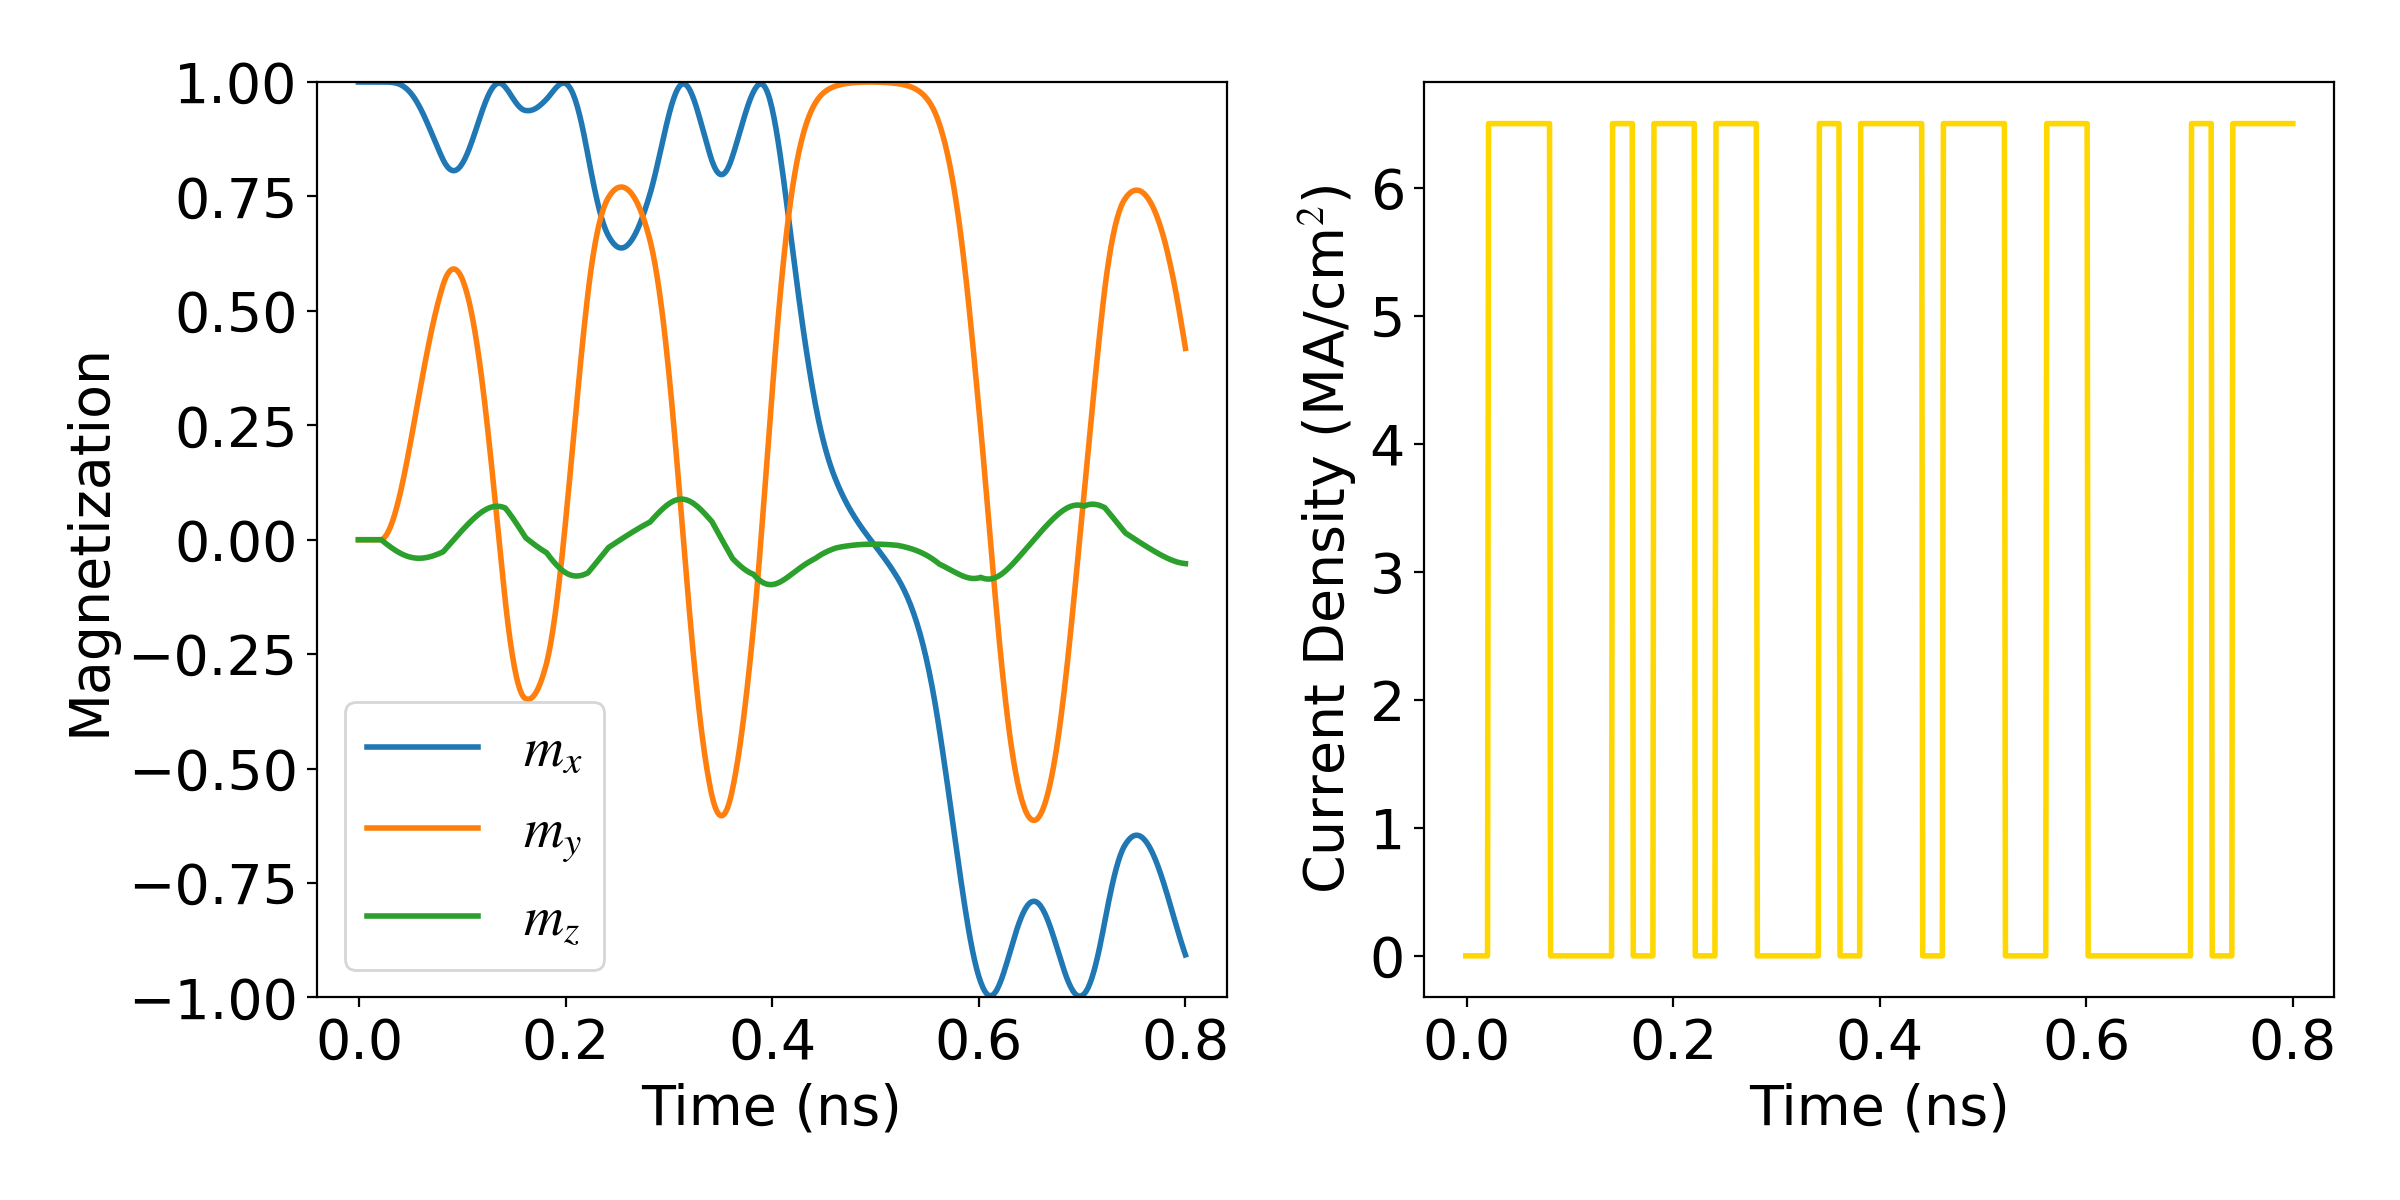 1.00
0.75
0.50
0.25
0.00
−0.25
−0.50
−0.75
−1.00
Magnetization
m_x
m_y
m_z
0.0 0.2 0.4 0.6 0.8
Time (ns)
6
5
4
3
2
1
0
Current Density (MA/cm²)
0.0 0.2 0.4 0.6 0.8
Time (ns)